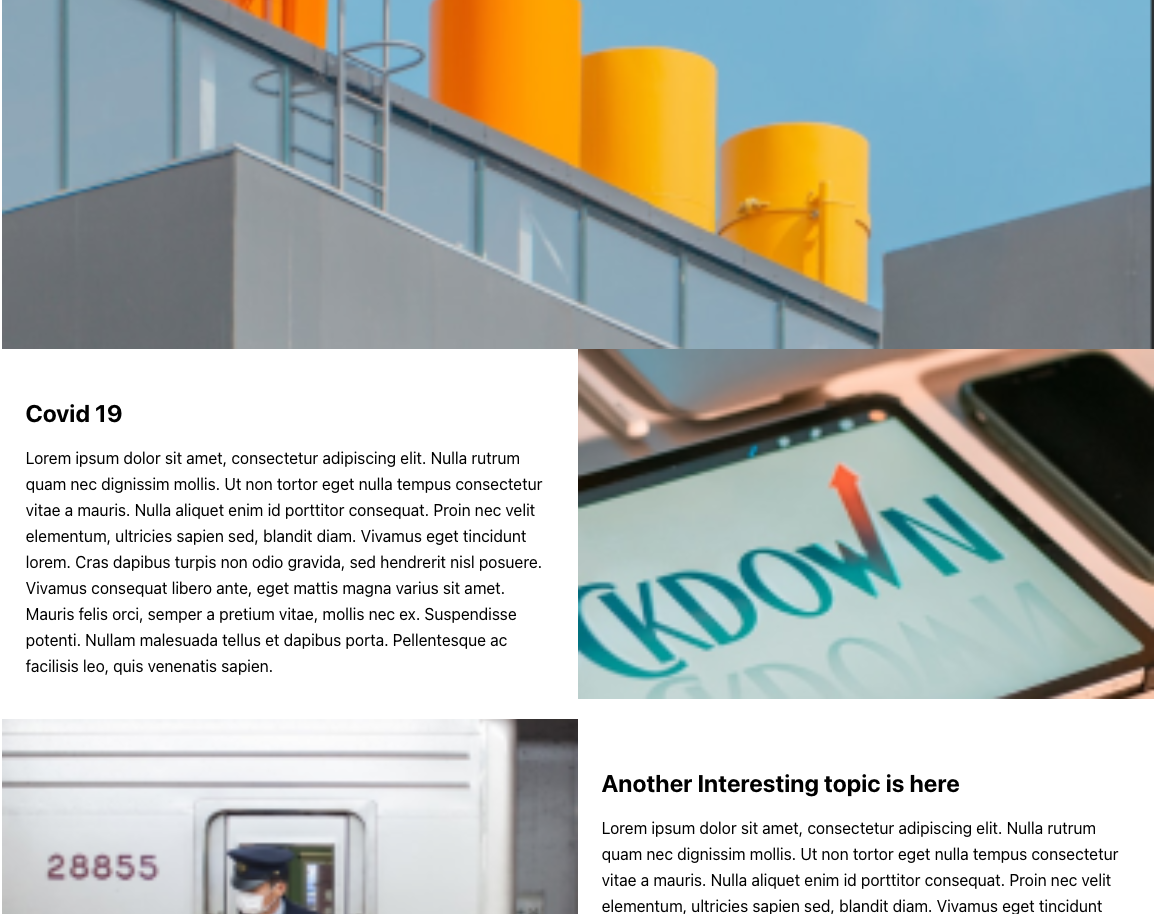 Covid 19
Lorem ipsum dolor sit amet, consectetur adipiscing elit. Nulla rutrum
quam nec dignissim mollis. Ut non tortor eget nulla tempus consectetur
vitae a mauris. Nulla aliquet enim id porttitor consequat. Proin nec velit
elementum, ultricies sapien sed, blandit diam. Vivamus eget tincidunt
lorem. Cras dapibus turpis non odio gravida, sed hendrerit nisl posuere.
Vivamus consequat libero ante, eget mattis magna varius sit amet.
Mauris felis orci, semper a pretium vitae, mollis nec ex. Suspendisse
potenti. Nullam malesuada tellus et dapibus porta. Pellentesque ac
facilisis leo, quis venenatis sapien.
CKDOWN
28855
Another Interesting topic is here
Lorem ipsum dolor sit amet, consectetur adipiscing elit. Nulla rutrum
quam nec dignissim mollis. Ut non tortor eget nulla tempus consectetur
vitae a mauris. Nulla aliquet enim id porttitor consequat. Proin nec velit
elementum, ultricies sapien sed, blandit diam. Vivamus eget tincidunt